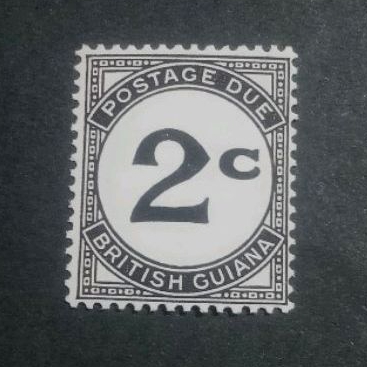 POSTAGE DUE
2c
BRITISH GUIANA